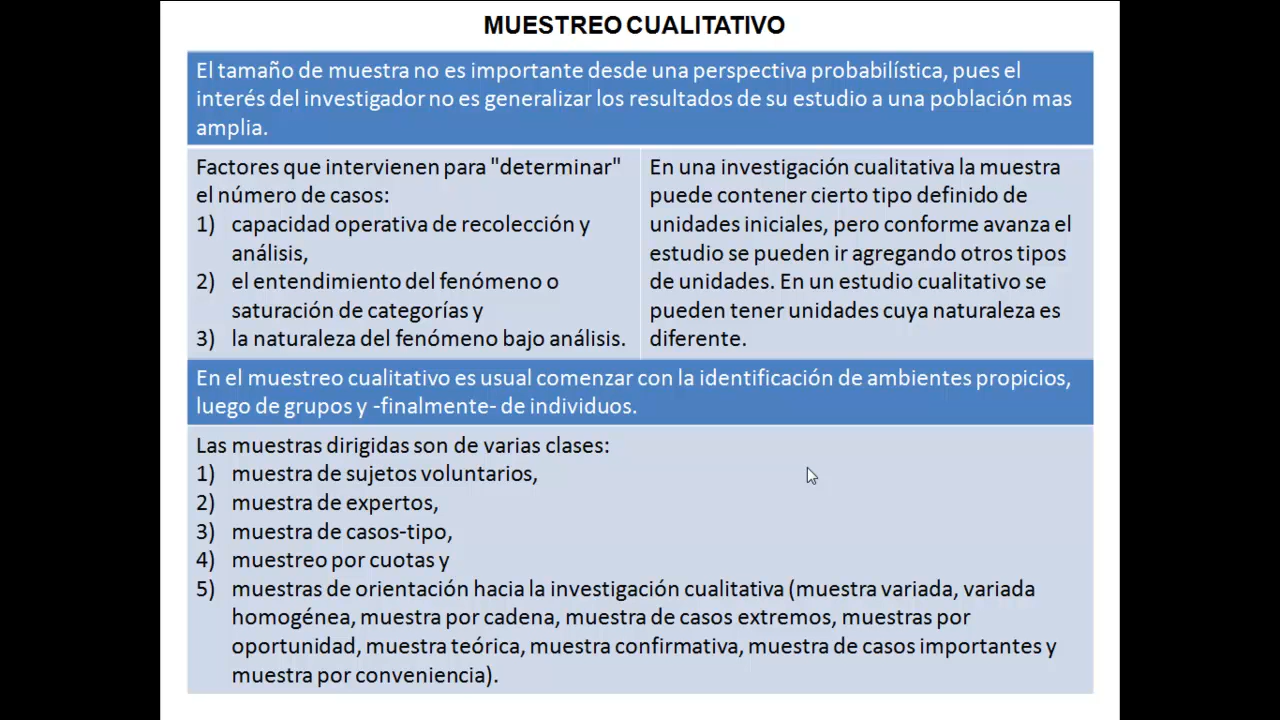 MUESTREO CUALITATIVO
El tamaño de muestra no es importante desde una perspectiva probabilística, pues el
interés del investigador no es generalizar los resultados de su estudio a una población mas
amplia.
Factores que intervienen para "determinar"
el número de casos:
1) capacidad operativa de recolección y
análisis,
2) el entendimiento del fenómeno o
saturación de categorías y
3) la naturaleza del fenómeno bajo análisis.
En una investigación cualitativa la muestra
puede contener cierto tipo definido de
unidades iniciales, pero conforme avanza el
estudio se pueden ir agregando otros tipos
de unidades. En un estudio cualitativo se
pueden tener unidades cuya naturaleza es
diferente.
En el muestreo cualitativo es usual comenzar con la identificación de ambientes propicios,
luego de grupos y -finalmente- de individuos.
Las muestras dirigidas son de varias clases:
1) muestra de sujetos voluntarios,
2) muestra de expertos,
3) muestra de casos-tipo,
4) muestreo por cuotas y
5) muestras de orientación hacia la investigación cualitativa (muestra variada, variada
homogénea, muestra por cadena, muestra de casos extremos, muestras por
oportunidad, muestra teórica, muestra confirmativa, muestra de casos importantes y
muestra por conveniencia).